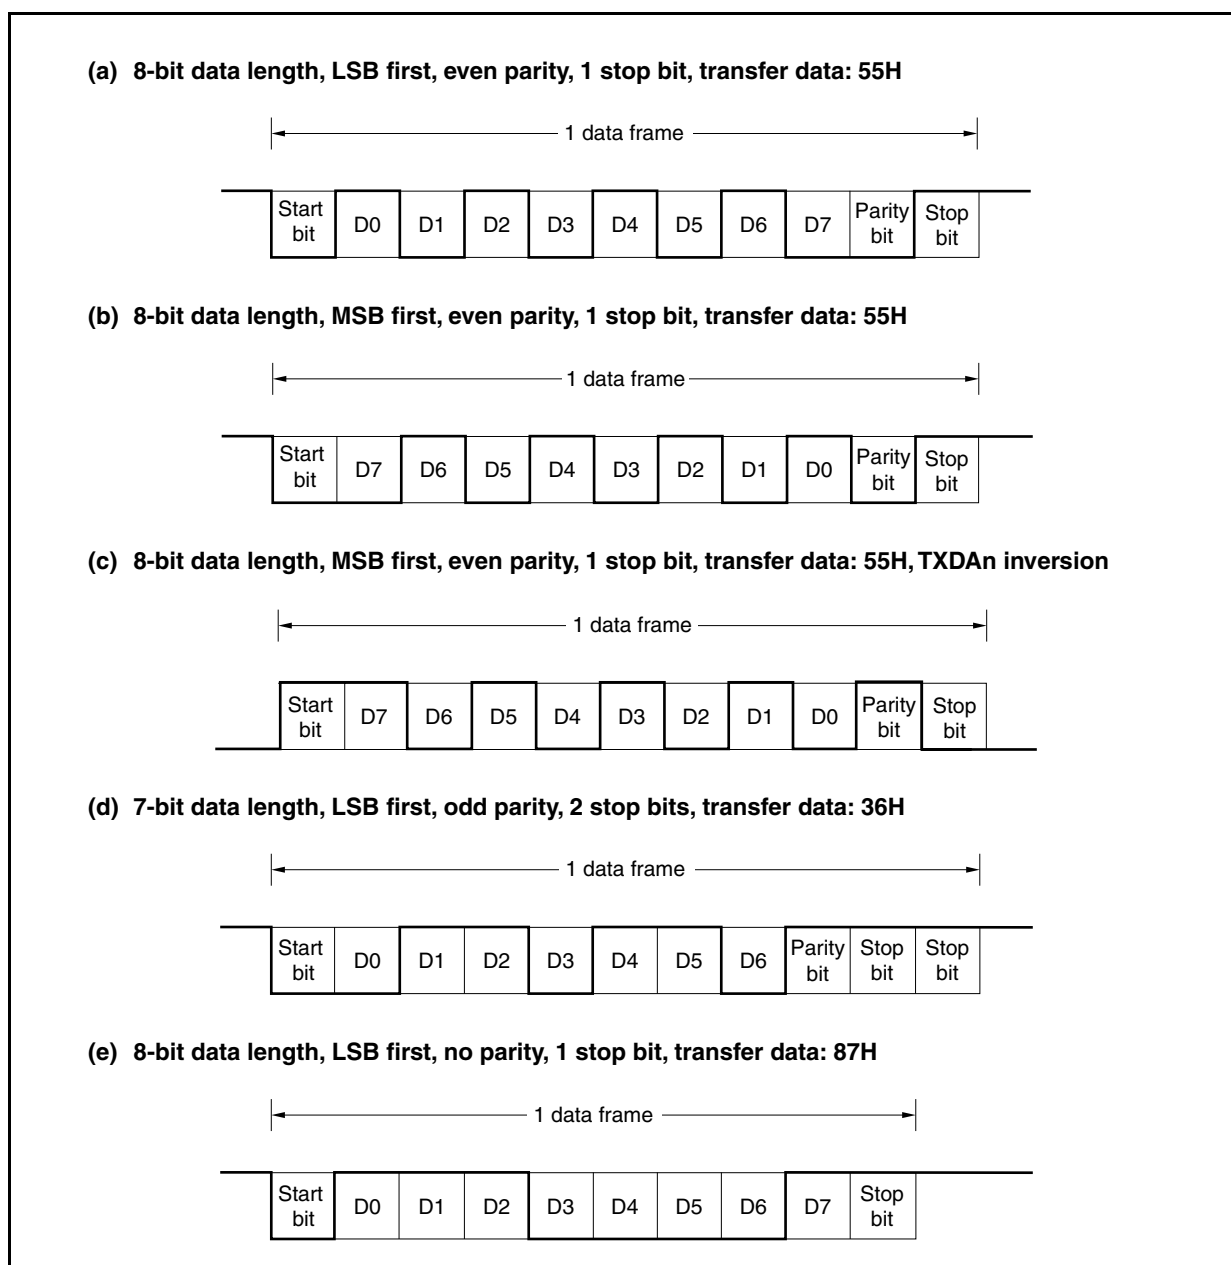 (a) 8-bit data length, LSB first, even parity, 1 stop bit, transfer data: 55H
1 data frame
Start bit D0 D1 D2 D3 D4 D5 D6 D7 Parity bit Stop bit
(b) 8-bit data length, MSB first, even parity, 1 stop bit, transfer data: 55H
1 data frame
Start bit D7 D6 D5 D4 D3 D2 D1 D0 Parity bit Stop bit
(c) 8-bit data length, MSB first, even parity, 1 stop bit, transfer data: 55H, TXDAn inversion
1 data frame
Start bit D7 D6 D5 D4 D3 D2 D1 D0 Parity bit Stop bit
(d) 7-bit data length, LSB first, odd parity, 2 stop bits, transfer data: 36H
1 data frame
Start bit D0 D1 D2 D3 D4 D5 D6 Parity bit Stop bit Stop bit
(e) 8-bit data length, LSB first, no parity, 1 stop bit, transfer data: 87H
1 data frame
Start bit D0 D1 D2 D3 D4 D5 D6 D7 Stop bit